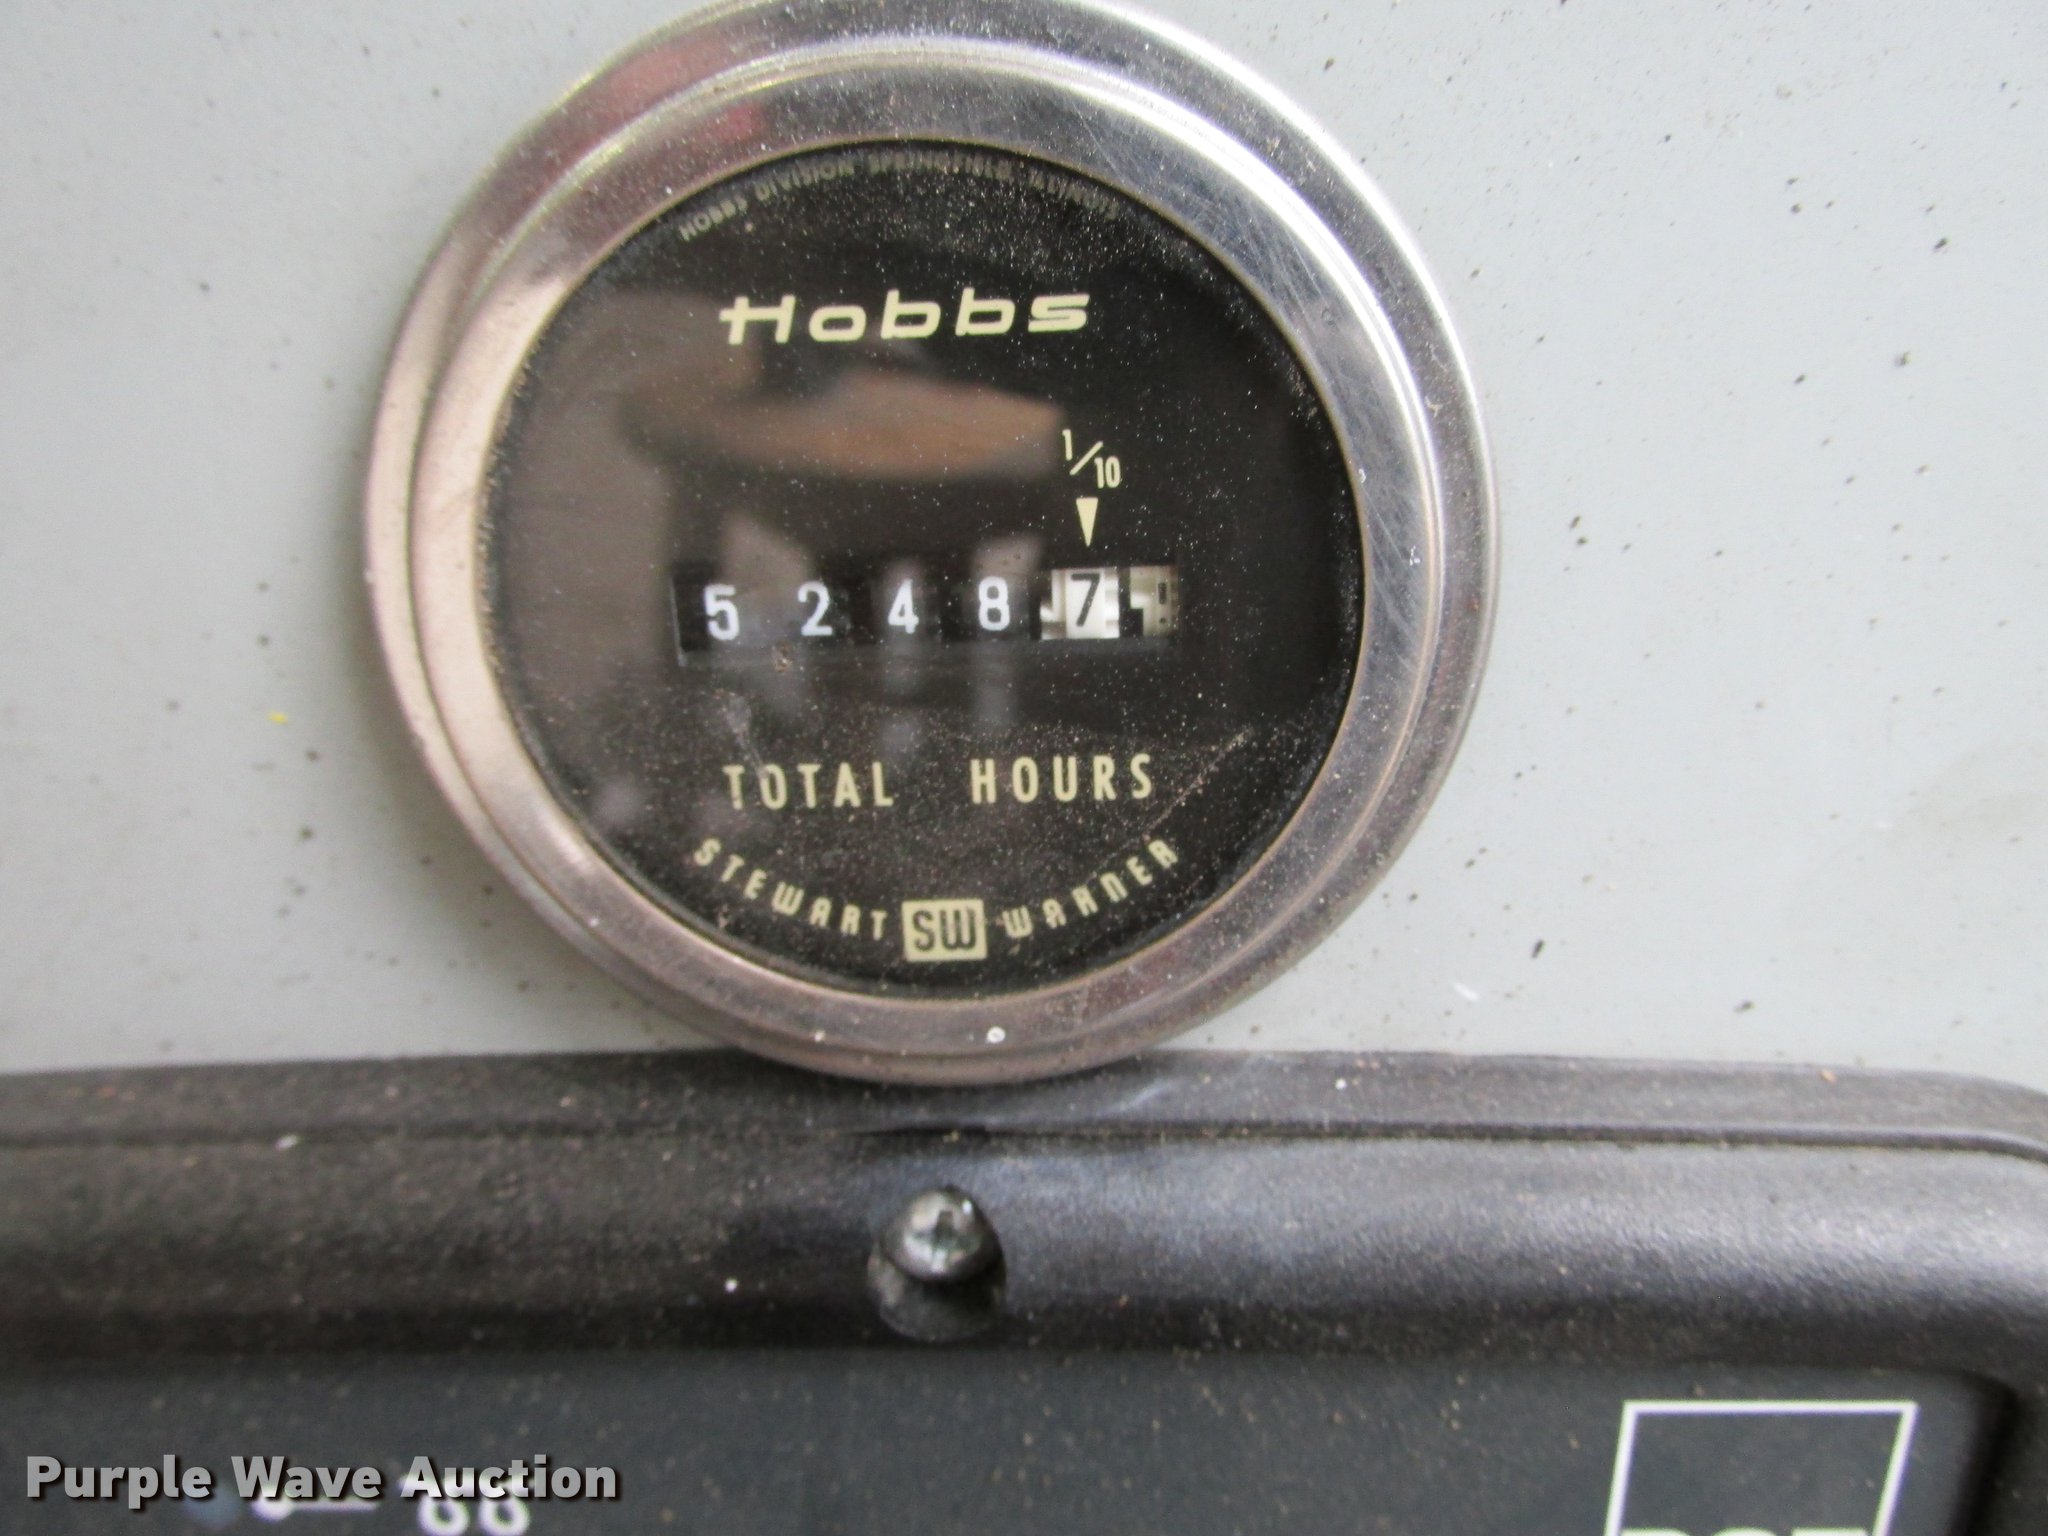 HOBBS DIVISION SPRINGFIELD, ILLINOIS
Hobbs
1/10
5 2 4 8 7
TOTAL HOURS
STEWART SW WARNER
Purple Wave Auction